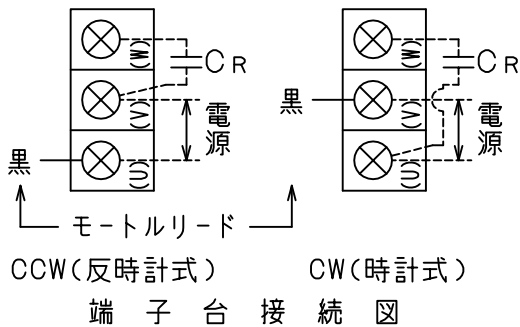 (W) CR (W) CR
黒 (V) 電源 (V) 電源
黒 (U) (U)
モートルリード
CCW(反時計式) CW(時計式)
端子台接続図